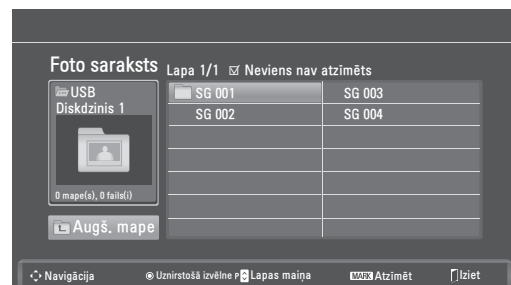 Foto saraksts
Lapa 1/1 ☑ Neviens nav atzīmēts
USB
Diskdzinis 1
0 mape(s), 0 fails(i)
Augš. mape
SG 001
SG 003
SG 002
SG 004
Navigācija
Uznirstošā izvēlne
P Lapas maiņa
MARK Atzīmēt
Iziet